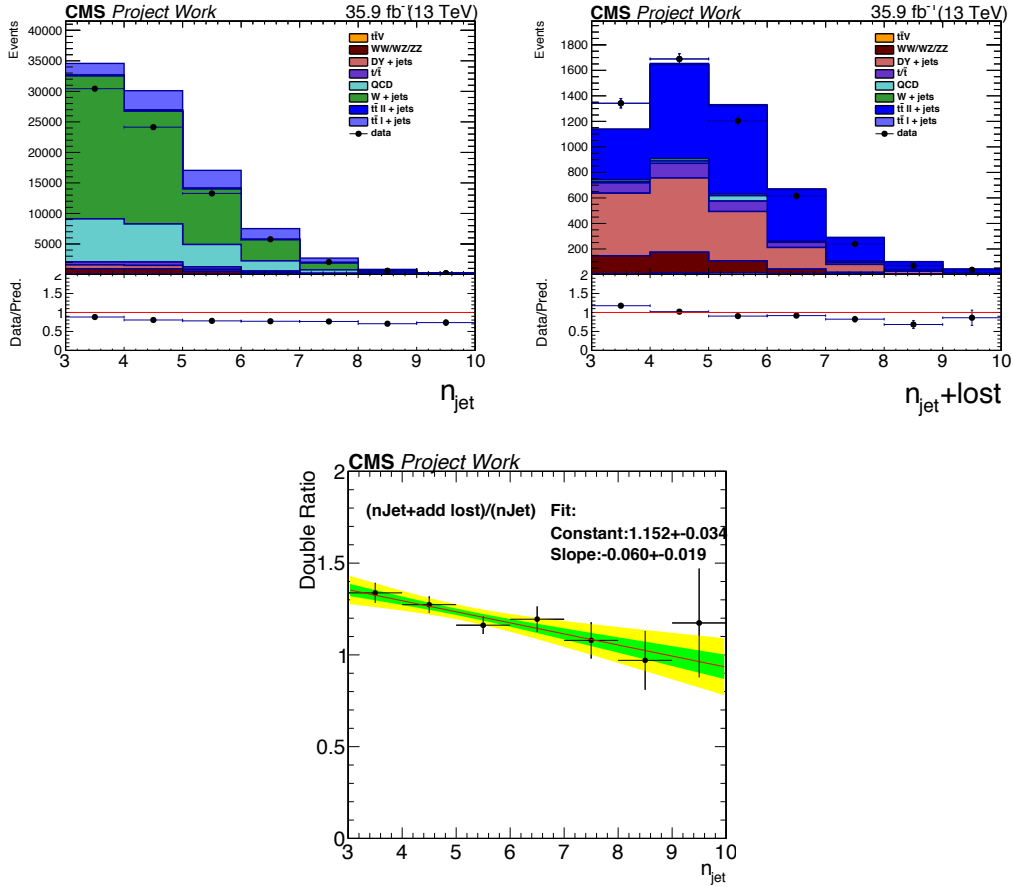 CMS Project Work 35.9 fb⁻¹(13 TeV)
Events
40000
35000
30000
25000
20000
15000
10000
5000
tt̄V
WW/WZ/ZZ
DY + jets
t/t̄
QCD
W + jets
tt̄ ll + jets
tt̄ l + jets
data
Data/Pred.
2
1.5
1
0.5
0
3 4 5 6 7 8 9 10
n_jet
CMS Project Work 35.9 fb⁻¹(13 TeV)
Events
1800
1600
1400
1200
1000
800
600
400
200
tt̄V
WW/WZ/ZZ
DY + jets
t/t̄
QCD
W + jets
tt̄ ll + jets
tt̄ l + jets
data
Data/Pred.
2
1.5
1
0.5
0
3 4 5 6 7 8 9 10
n_jet+lost
CMS Project Work
Double Ratio
2
1.5
1
0.5
0
(nJet+add lost)/(nJet) Fit:
Constant:1.152+-0.034
Slope:-0.060+-0.019
3 4 5 6 7 8 9 10
n_jet